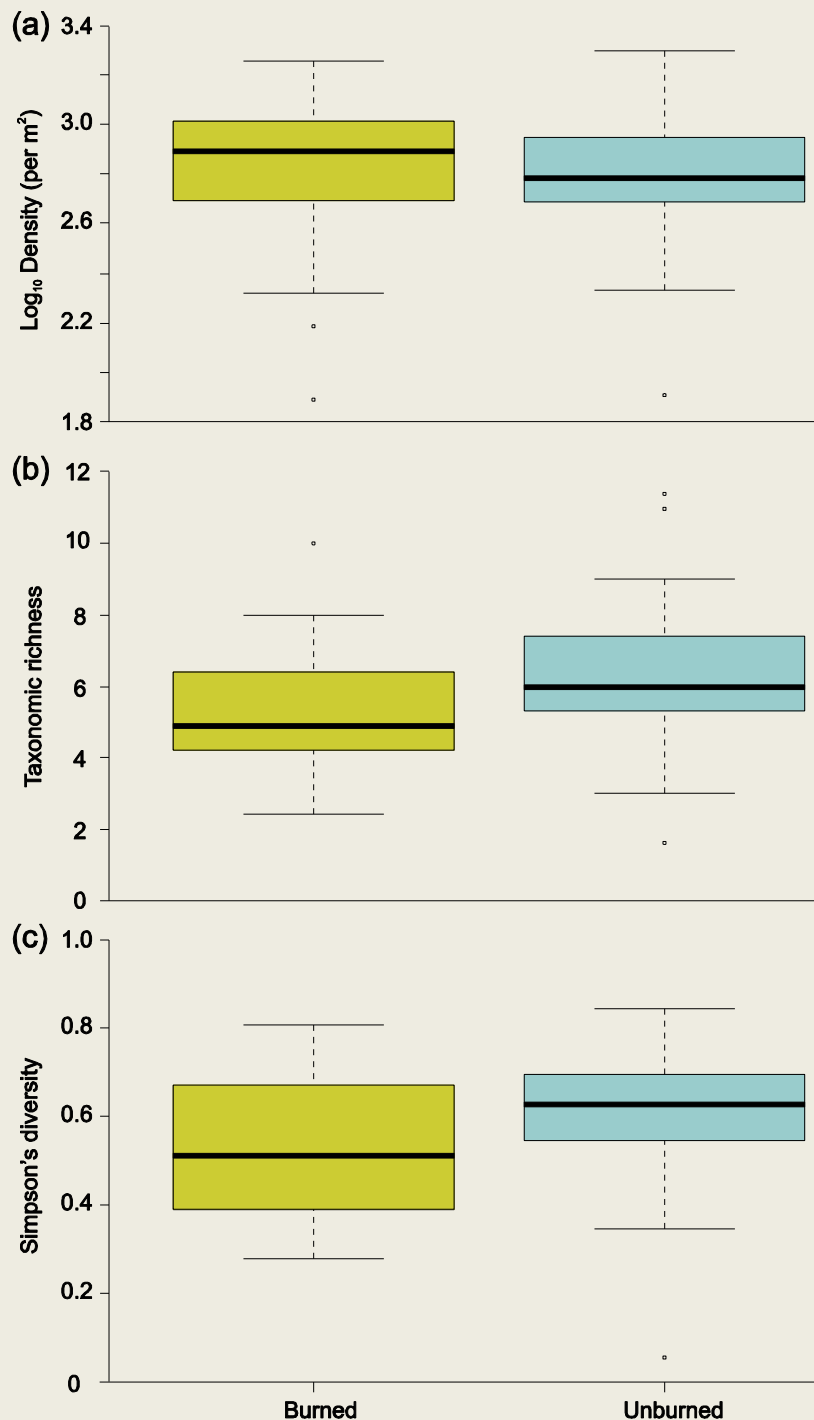 (a)
3.4
3.0
2.6
2.2
1.8
Log₁₀ Density (per m²)
(b)
12
10
8
6
4
2
0
Taxonomic richness
(c)
1.0
0.8
0.6
0.4
0.2
0
Simpson's diversity
Burned Unburned